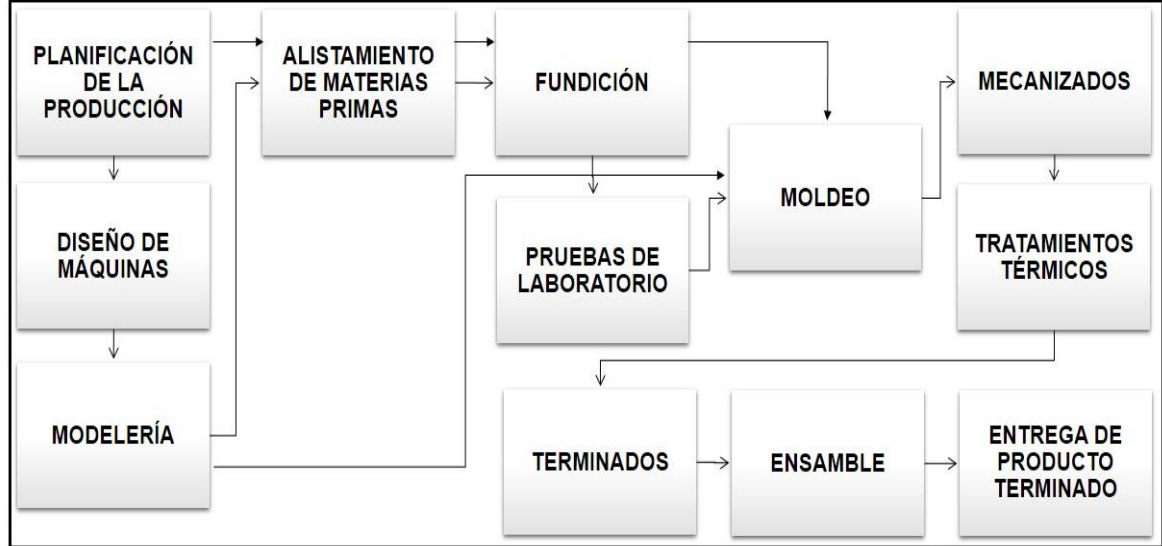 PLANIFICACIÓN
DE LA
PRODUCCIÓN
ALISTAMIENTO
DE MATERIAS
PRIMAS
FUNDICIÓN
MECANIZADOS
MOLDEO
DISEÑO DE
MÁQUINAS
PRUEBAS DE
LABORATORIO
TRATAMIENTOS
TÉRMICOS
MODELERÍA
TERMINADOS
ENSAMBLE
ENTREGA DE
PRODUCTO
TERMINADO